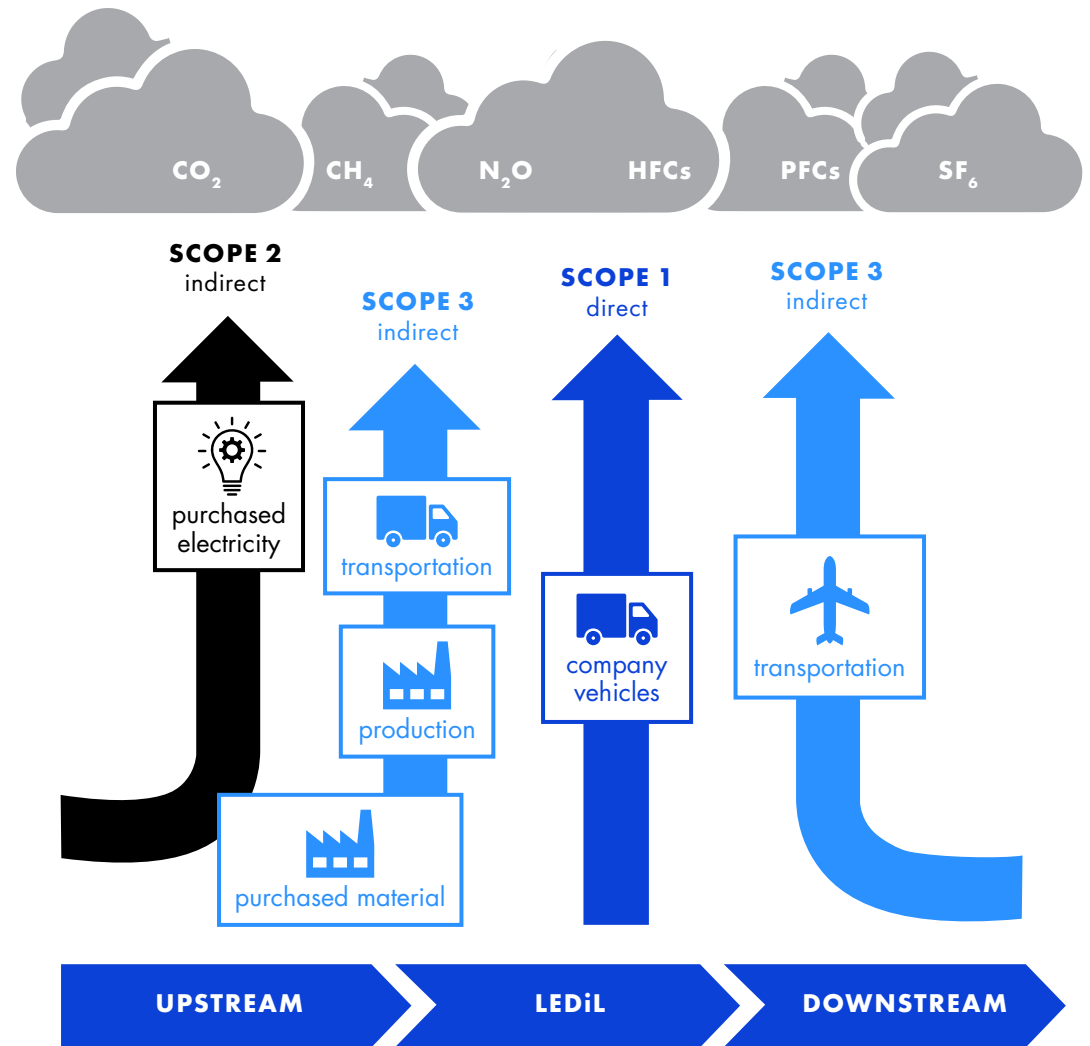 CO₂
CH₄
N₂O
HFCs
PFCs
SF₆
SCOPE 2
indirect
purchased
electricity
SCOPE 3
indirect
transportation
production
purchased material
SCOPE 1
direct
company
vehicles
SCOPE 3
indirect
transportation
UPSTREAM
LEDiL
DOWNSTREAM